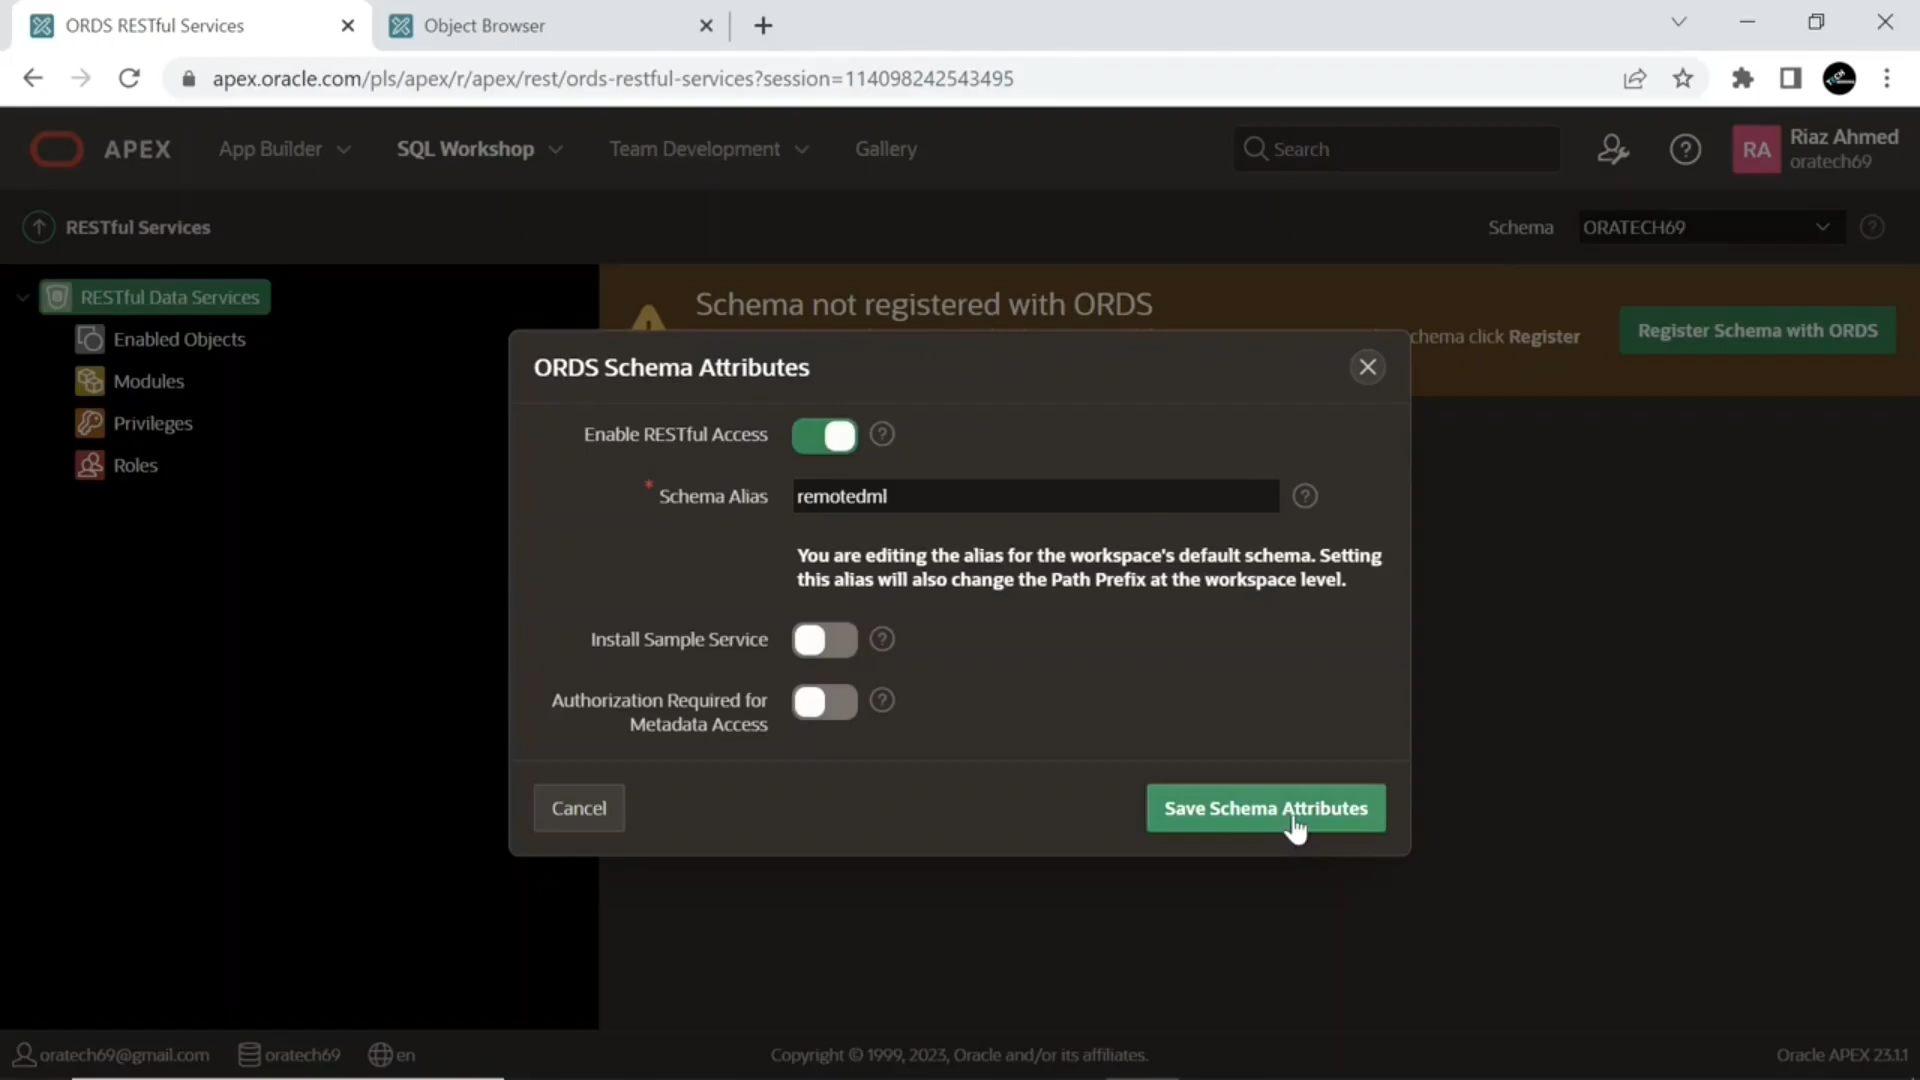 ORDS RESTful Services
Object Browser
apex.oracle.com/pls/apex/r/apex/rest/ords-restful-services?session=114098242543495
APEX
App Builder
SQL Workshop
Team Development
Gallery
Search
RA
Riaz Ahmed
oratech69
RESTful Services
Schema
ORATECH69
RESTful Data Services
Enabled Objects
Modules
Privileges
Roles
Schema not registered with ORDS
chema click Register
Register Schema with ORDS
ORDS Schema Attributes
Enable RESTful Access
* Schema Alias
remotedml
You are editing the alias for the workspace's default schema. Setting
this alias will also change the Path Prefix at the workspace level.
Install Sample Service
Authorization Required for
Metadata Access
Cancel
Save Schema Attributes
oratech69@gmail.com
oratech69
en
Copyright © 1999, 2023, Oracle and/or its affiliates.
Oracle APEX 23.1.1